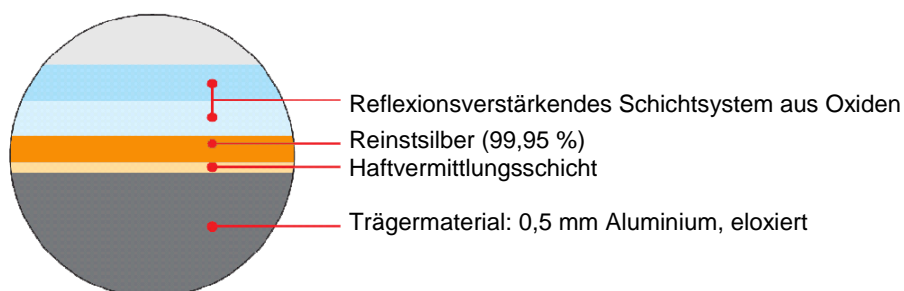 Reflexionsverstärkendes Schichtsystem aus Oxiden
Reinstsilber (99,95 %)
Haftvermittlungsschicht
Trägermaterial: 0,5 mm Aluminium, eloxiert